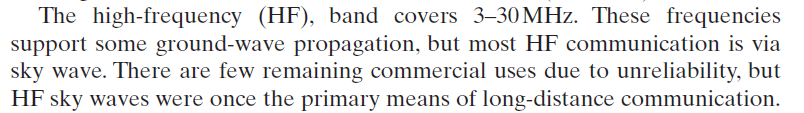 The high-frequency (HF), band covers 3–30 MHz. These frequencies
support some ground-wave propagation, but most HF communication is via
sky wave. There are few remaining commercial uses due to unreliability, but
HF sky waves were once the primary means of long-distance communication.